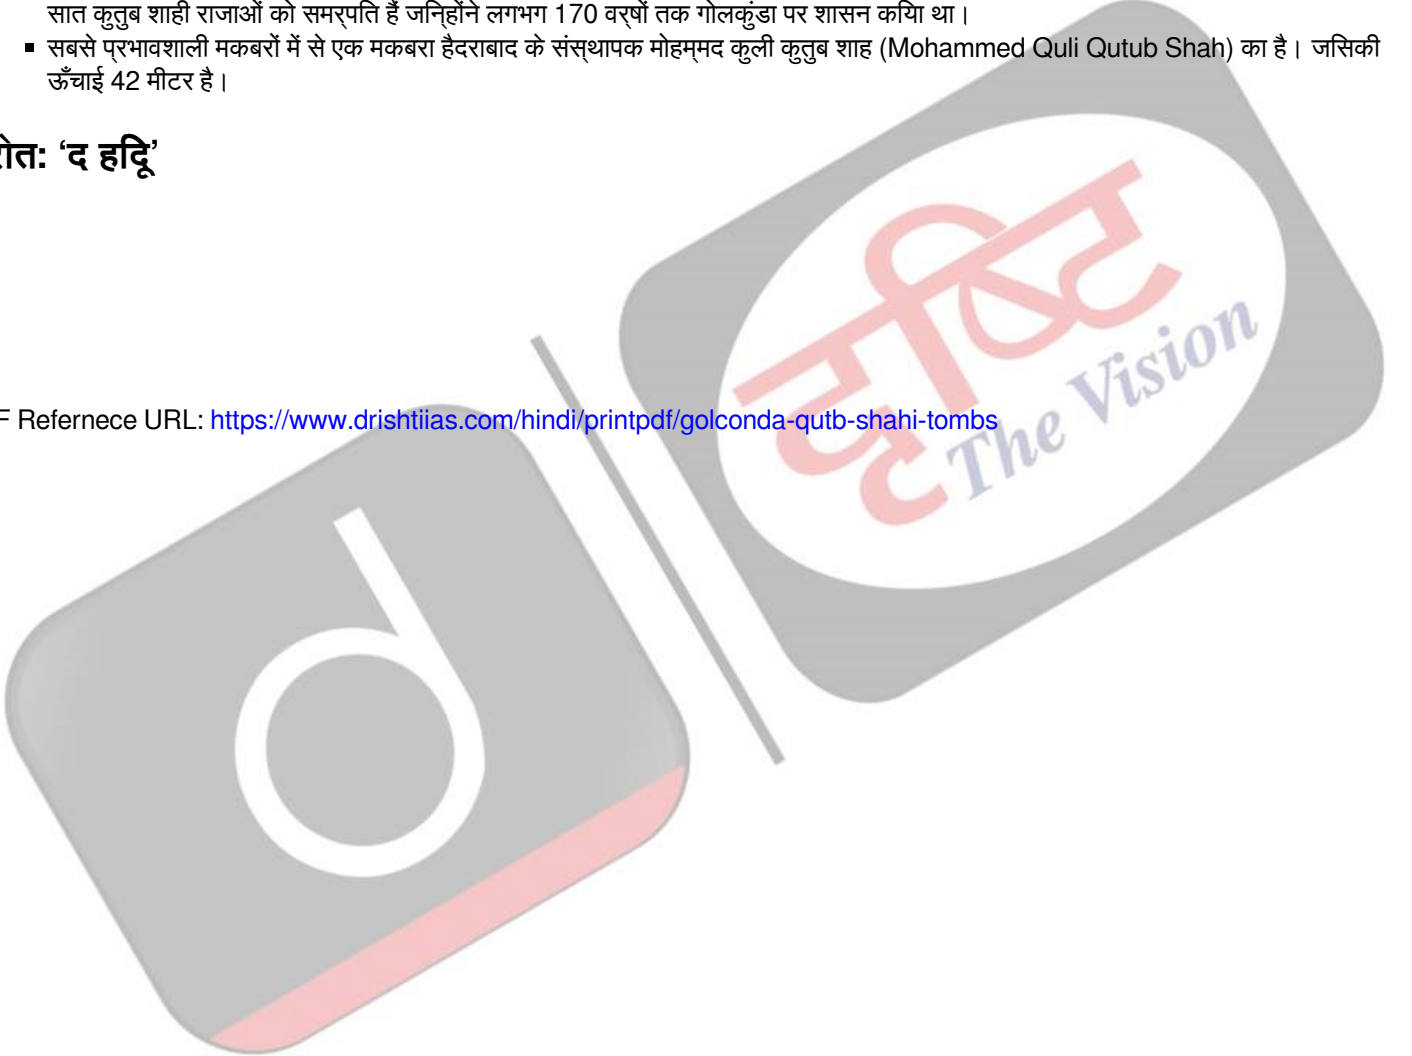 सात कुतुब शाही राजाओं को समर्पित हैं जिन्होंने लगभग 170 वर्षों तक गोलकुंडा पर शासन किया था।
सबसे प्रभावशाली मकबरों में से एक मकबरा हैदराबाद के संस्थापक मोहम्मद कुली कुतुब शाह (Mohammed Quli Qutub Shah) का है। जिसकी
ऊँचाई 42 मीटर है।
रोत: ‘द हिंदू’
F Refernece URL: https://www.drishtiias.com/hindi/printpdf/golconda-qutb-shahi-tombs
दृष्टि
The Vision
d